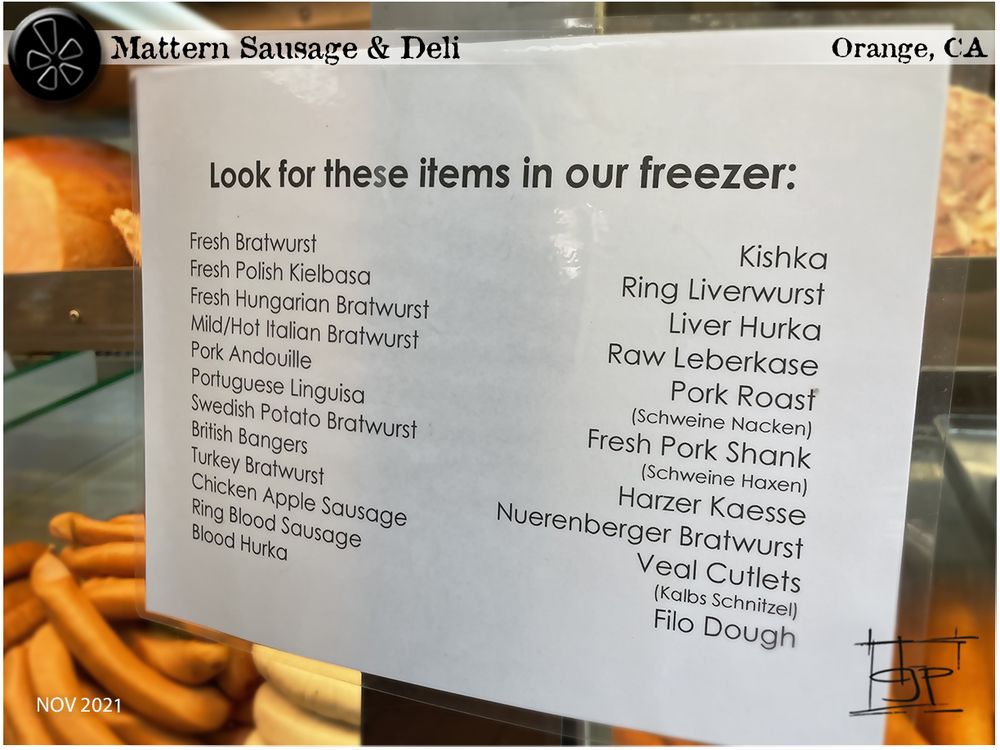 Mattern Sausage & Deli
Orange, CA
Look for these items in our freezer:
Fresh Bratwurst
Fresh Polish Kielbasa
Fresh Hungarian Bratwurst
Mild/Hot Italian Bratwurst
Pork Andouille
Portuguese Linguisa
Swedish Potato Bratwurst
British Bangers
Turkey Bratwurst
Chicken Apple Sausage
Ring Blood Sausage
Blood Hurka
Kishka
Ring Liverwurst
Liver Hurka
Raw Leberkase
Pork Roast
(Schweine Nacken)
Fresh Pork Shank
(Schweine Haxen)
Harzer Kaesse
Nuerenberger Bratwurst
Veal Cutlets
(Kalbs Schnitzel)
Filo Dough
NOV 2021
GJP